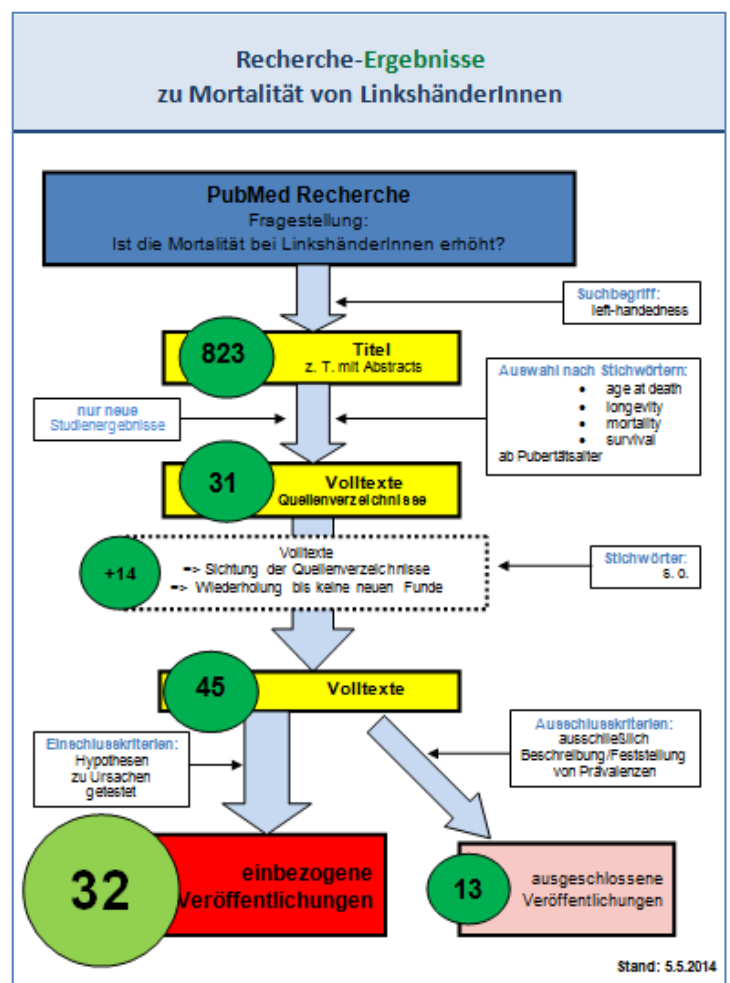 Recherche-Ergebnisse
zu Mortalität von LinkshänderInnen
PubMed Recherche
Fragestellung:
Ist die Mortalität bei LinkshänderInnen erhöht?
Suchbegriff:
left-handedness
823
Titel
z. T. mit Abstracts
nur neue
Studienergebnisse
Auswahl nach Stichwörtern:
• age at death
• longevity
• mortality
• survival
ab Pubertätsalter
31
Volltexte
Quellenverzeichnisse
+14
Volltexte
=> Sichtung der Quellenverzeichnisse
=> Wiederholung bis keine neuen Funde
Stichwörter:
s. o.
45
Volltexte
Einschlusskriterien:
Hypothesen
zu Ursachen
getestet
Ausschlusskriterien:
ausschließlich
Beschreibung/Feststellung
von Prävalenzen
32
einbezogene
Veröffentlichungen
13
ausgeschlossene
Veröffentlichungen
Stand: 5.5.2014